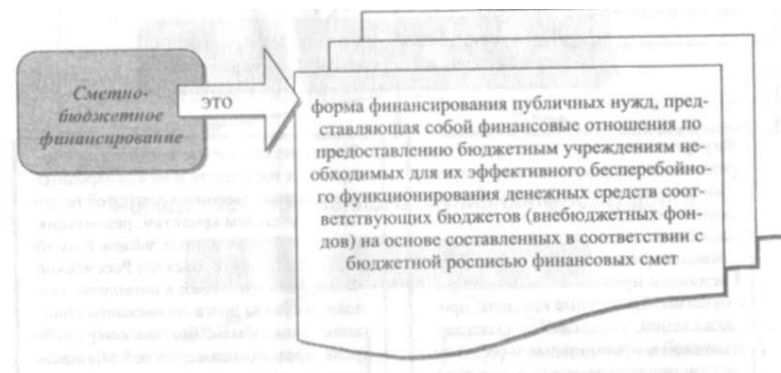 Сметно-
бюджетное
финансирование
это
форма финансирования публичных нужд, пред-
ставляющая собой финансовые отношения по
предоставлению бюджетным учреждениям не-
обходимых для их эффективного бесперебойно-
го функционирования денежных средств соот-
ветствующих бюджетов (внебюджетных фон-
дов) на основе составленных в соответствии с
бюджетной росписью финансовых смет